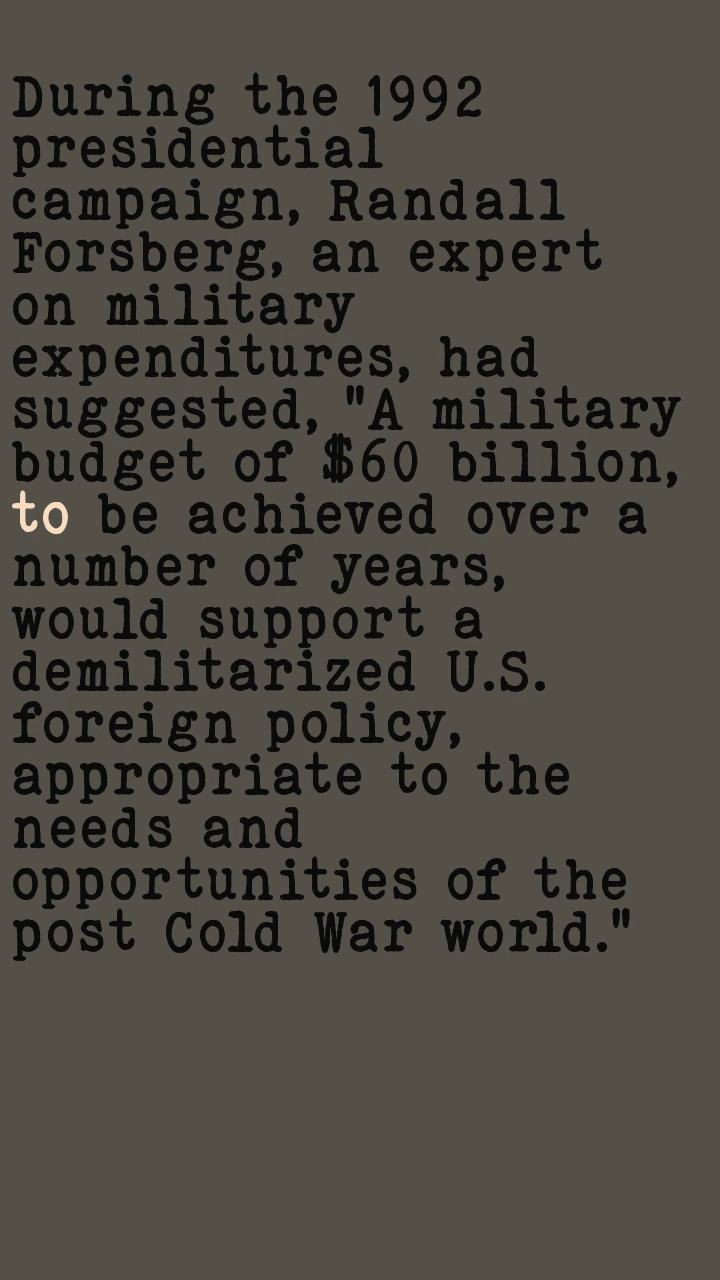 During the 1992
presidential
campaign, Randall
Forsberg, an expert
on military
expenditures, had
suggested, "A military
budget of $60 billion,
to be achieved over a
number of years,
would support a
demilitarized U.S.
foreign policy,
appropriate to the
needs and
opportunities of the
post Cold War world."